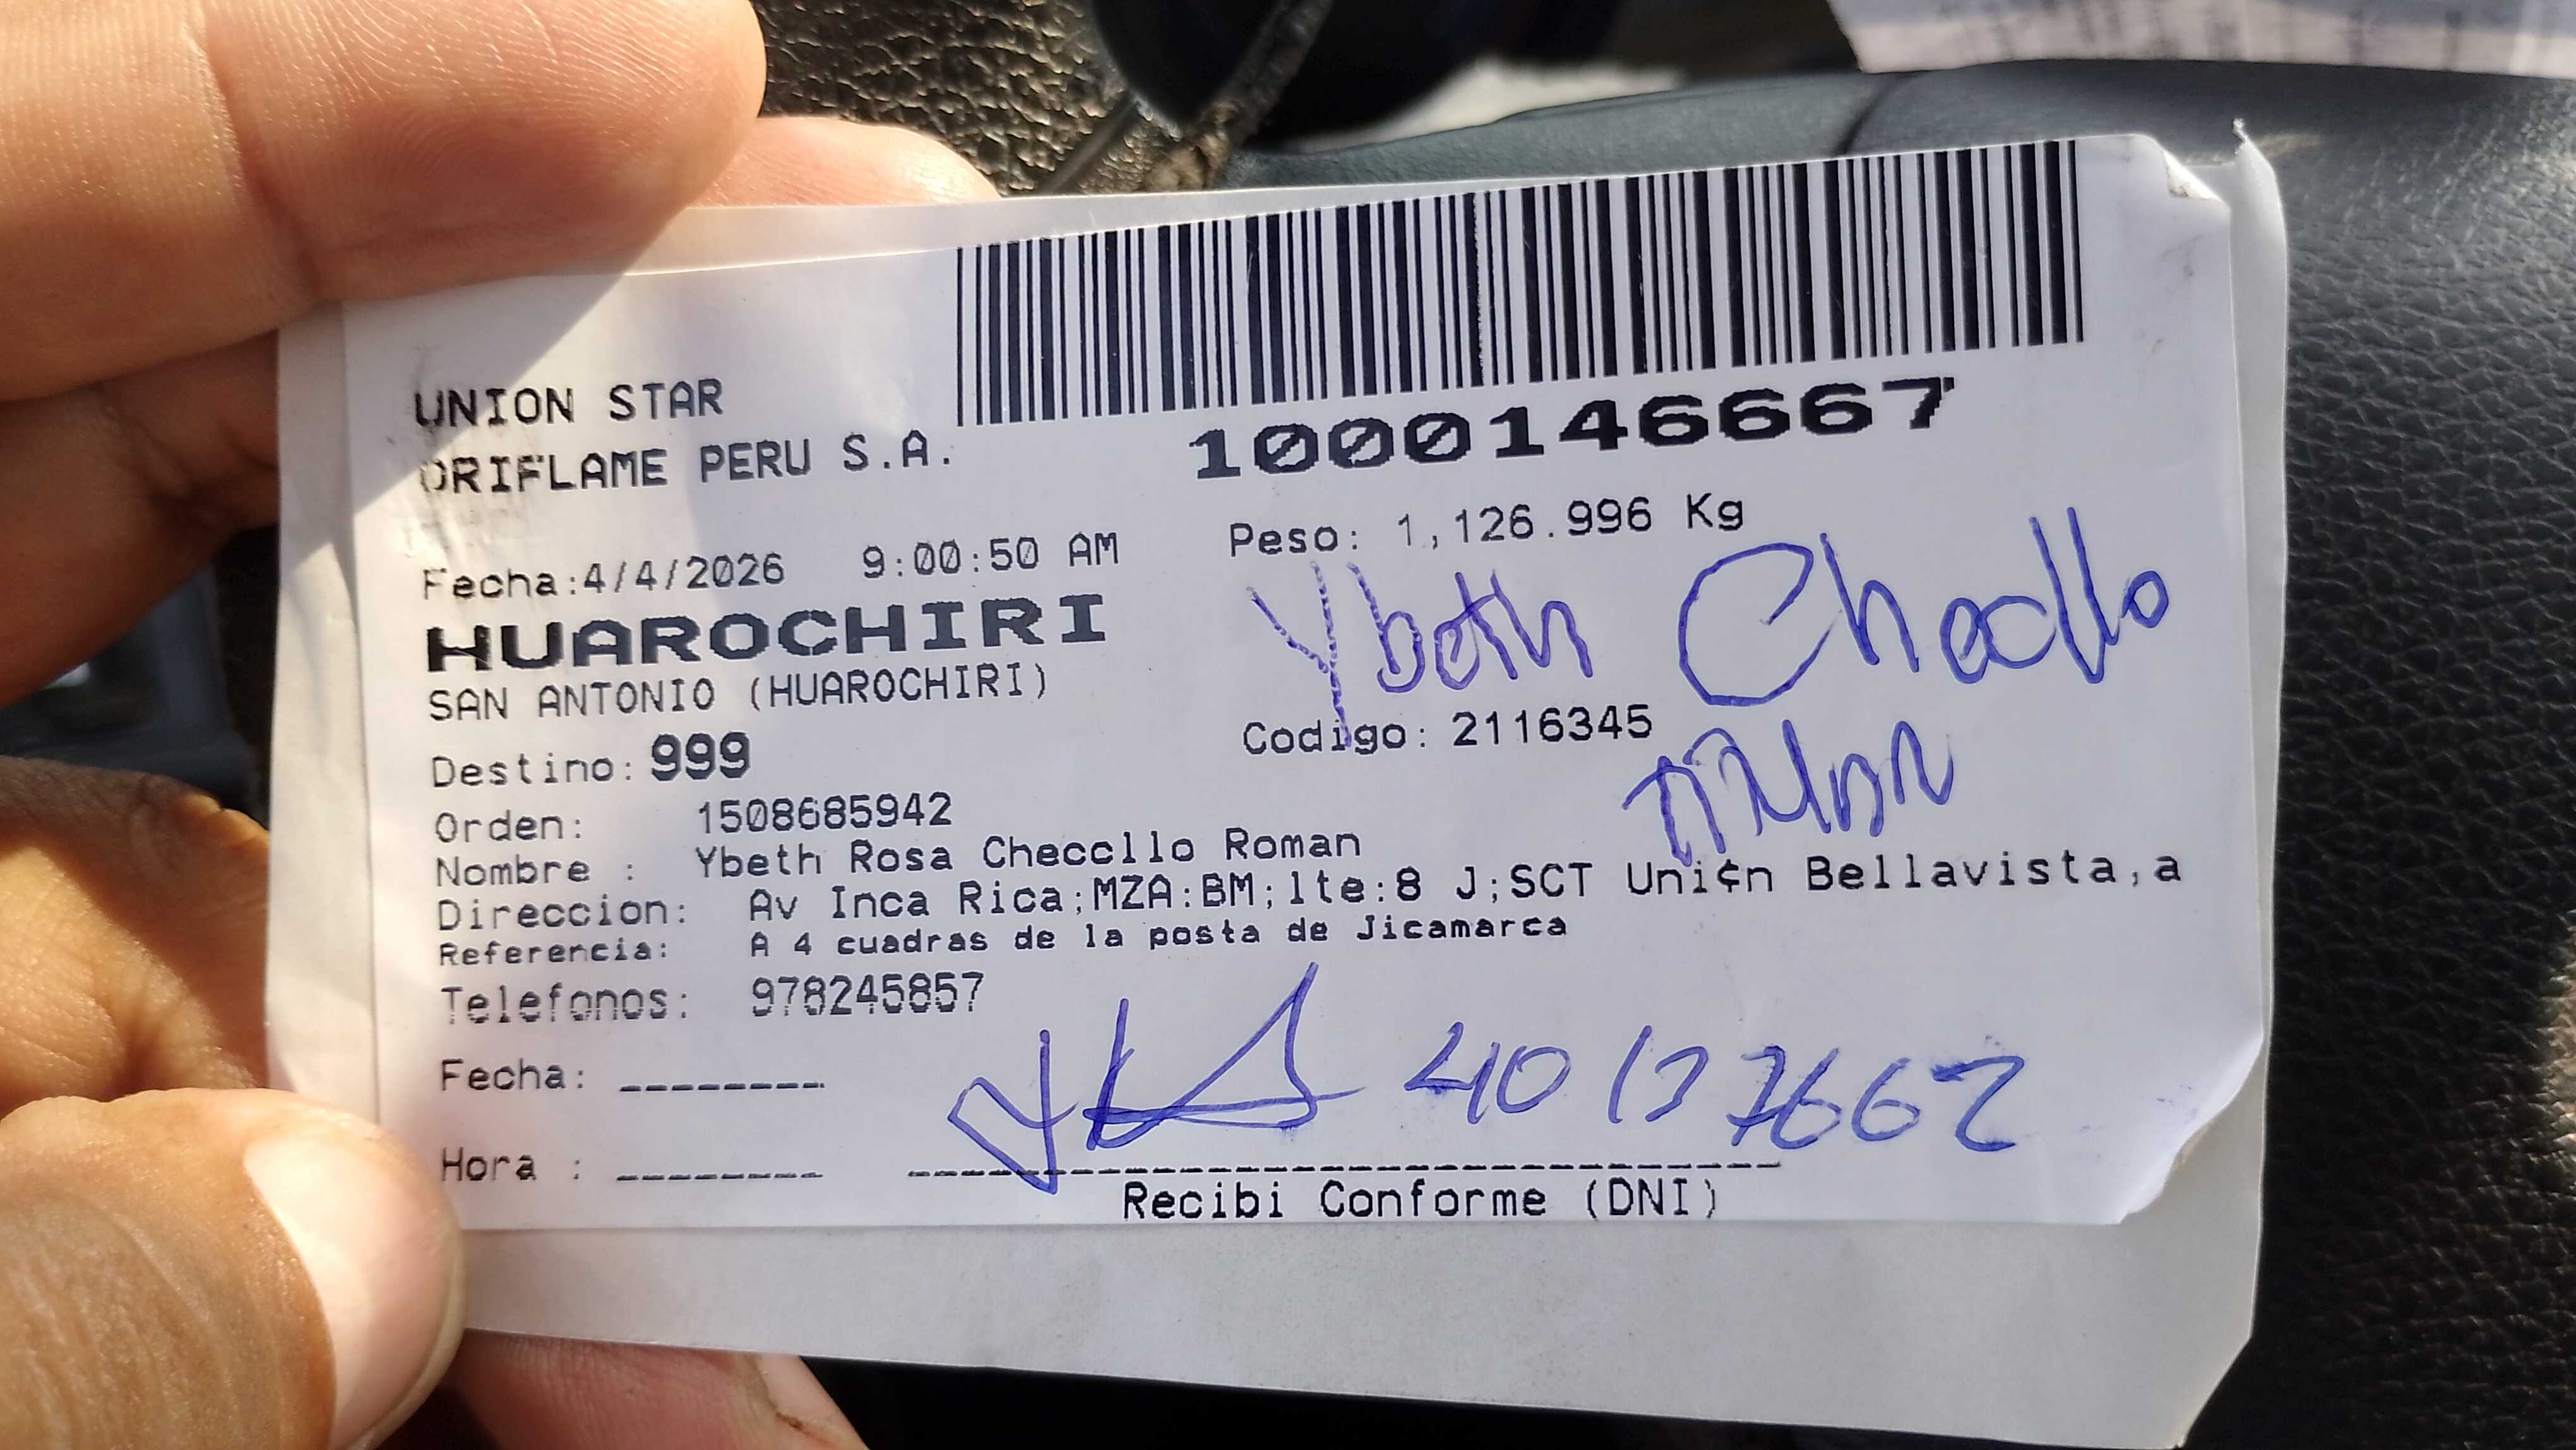 UNION STAR
ORIFLAME PERU S.A.
1000146667
Fecha:4/4/2026 9:00:50 AM
Peso: 1,126.996 Kg
HUAROCHIRI
SAN ANTONIO (HUAROCHIRI)
Ybeth Checllo
Codigo: 2116345
Destino: 999
Orden: 1508685942
Nombre : Ybeth Rosa Checcllo Roman
Direccion: Av Inca Rica;MZA:BM;lte:8 J;SCT Uni¢n Bellavista,a
Referencia: A 4 cuadras de la posta de Jicamarca
Telefonos: 978245857
Fecha: --------
Hora : --------
Recibi Conforme (DNI)